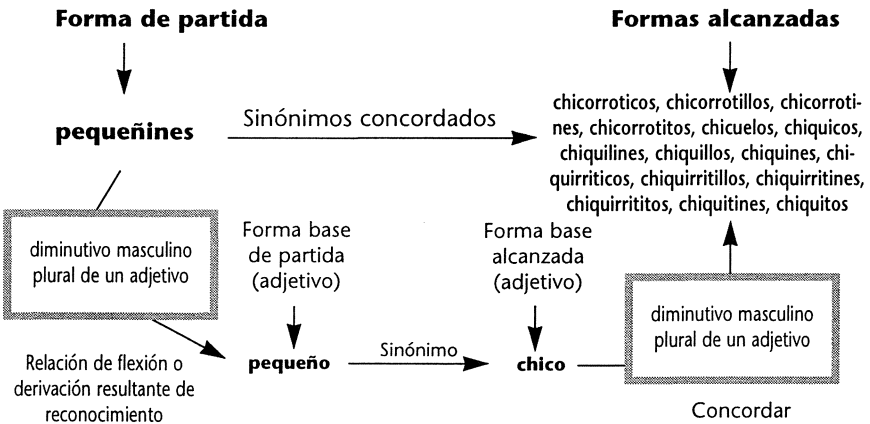 Forma de partida
Formas alcanzadas
pequeñines
Sinónimos concordados
chicorroticos, chicorrotillos, chicorroti-
nes, chicorrotitos, chicuelos, chiquicos,
chiquilines, chiquillos, chiquines, chi-
quirriticos, chiquirritillos, chiquirritines,
chiquirrititos, chiquitines, chiquitos
diminutivo masculino
plural de un adjetivo
Forma base
de partida
(adjetivo)
Forma base
alcanzada
(adjetivo)
diminutivo masculino
plural de un adjetivo
Relación de flexión o
derivación resultante de
reconocimiento
pequeño
Sinónimo
chico
Concordar